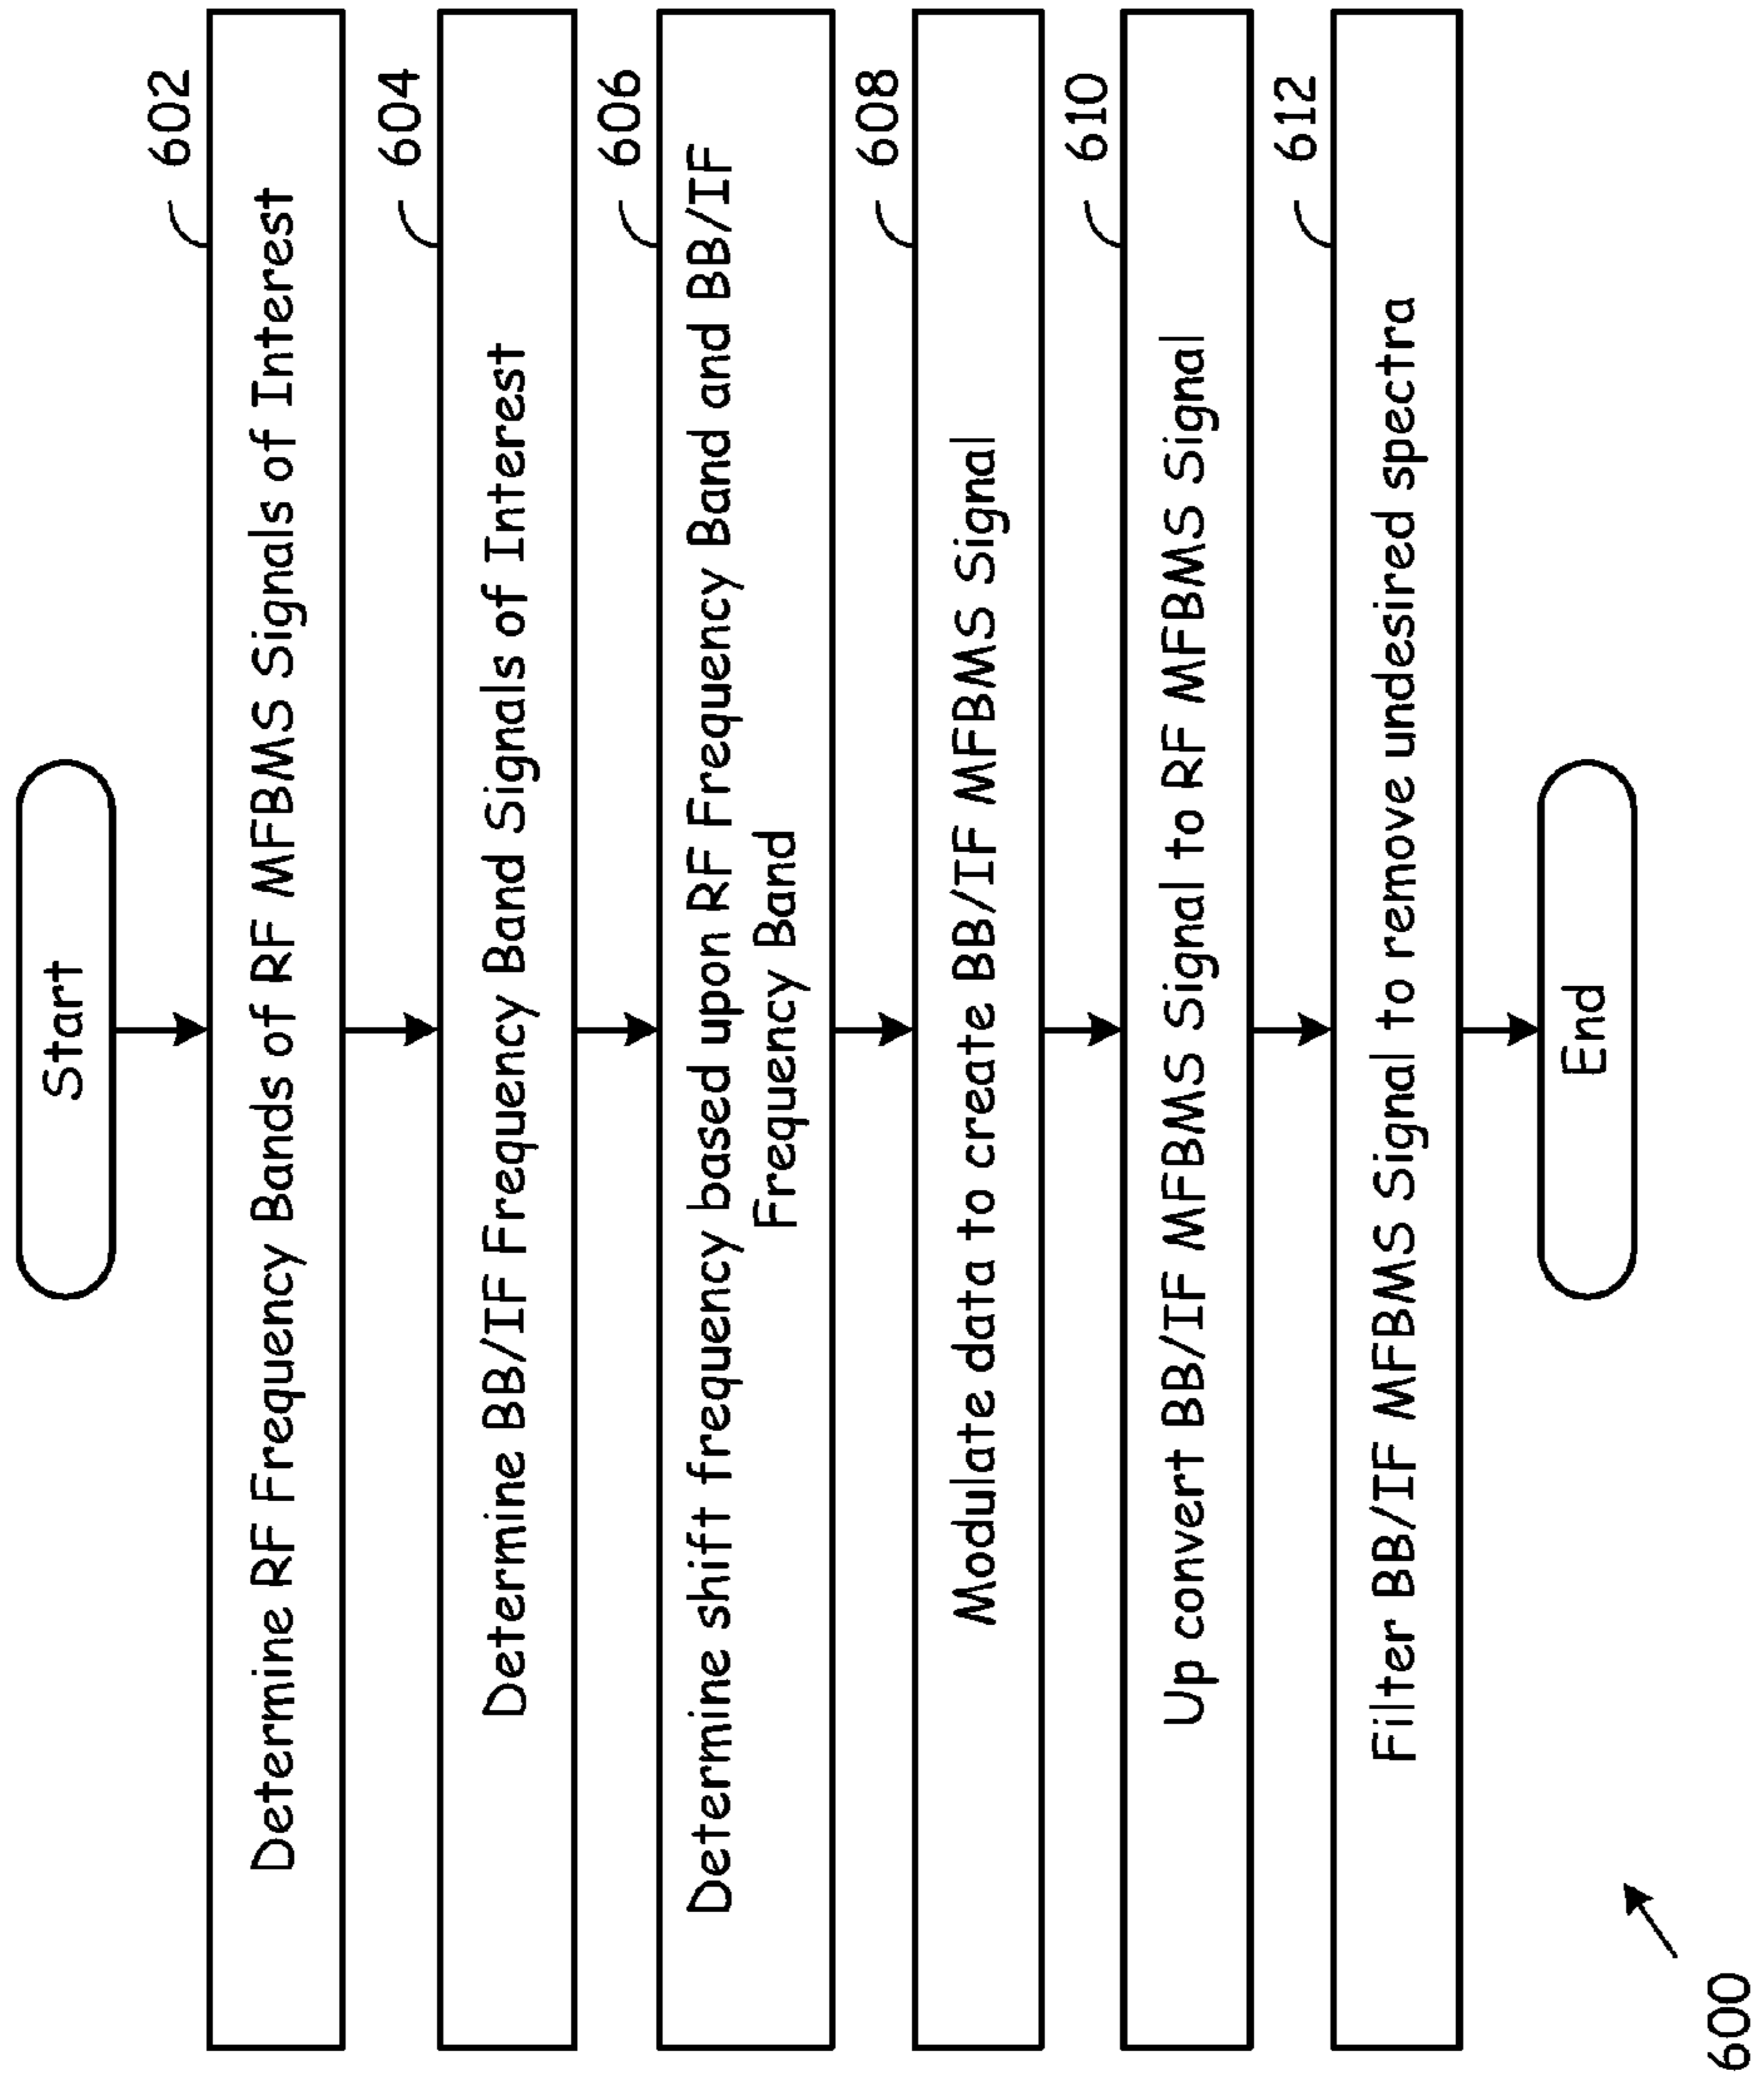 Start
602
Determine RF Frequency Bands of RF MFBMS Signals of Interest
604
Determine BB/IF Frequency Band Signals of Interest
606
Determine shift frequency based upon RF Frequency Band and BB/IF
Frequency Band
608
Modulate data to create BB/IF MFBMS Signal
610
Up convert BB/IF MFBMS Signal to RF MFBMS Signal
612
Filter BB/IF MFBMS Signal to remove undesired spectra
End
600